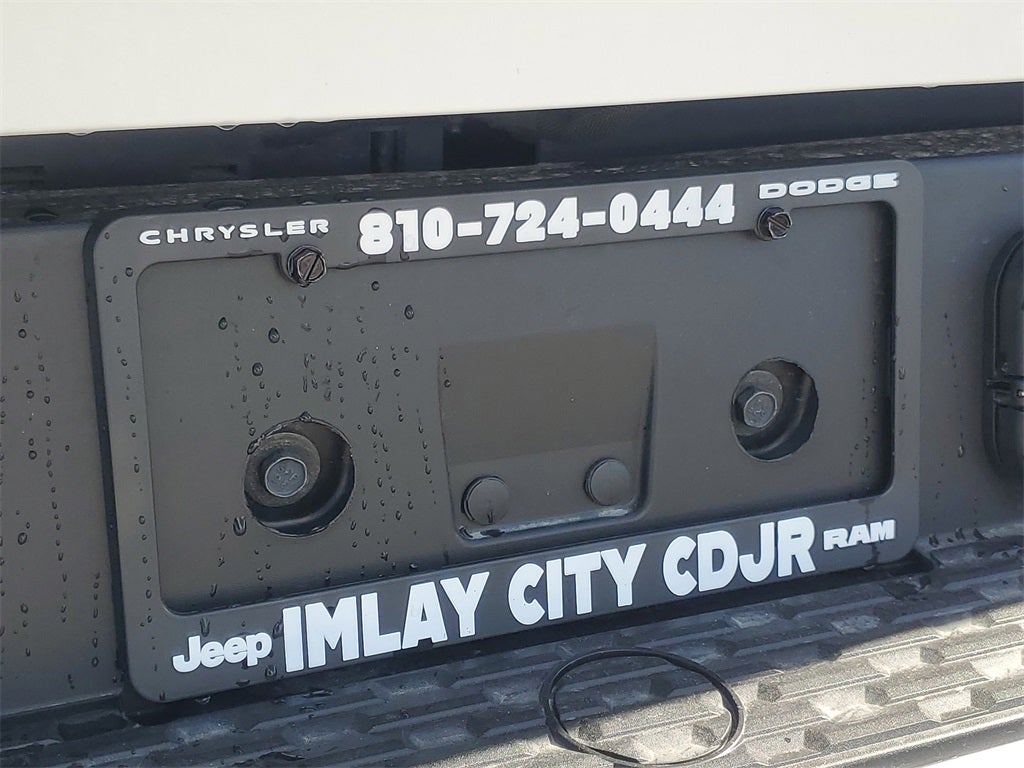 CHRYSLER 810-724-0444 DODGE
Jeep IMLAY CITY CDJR RAM